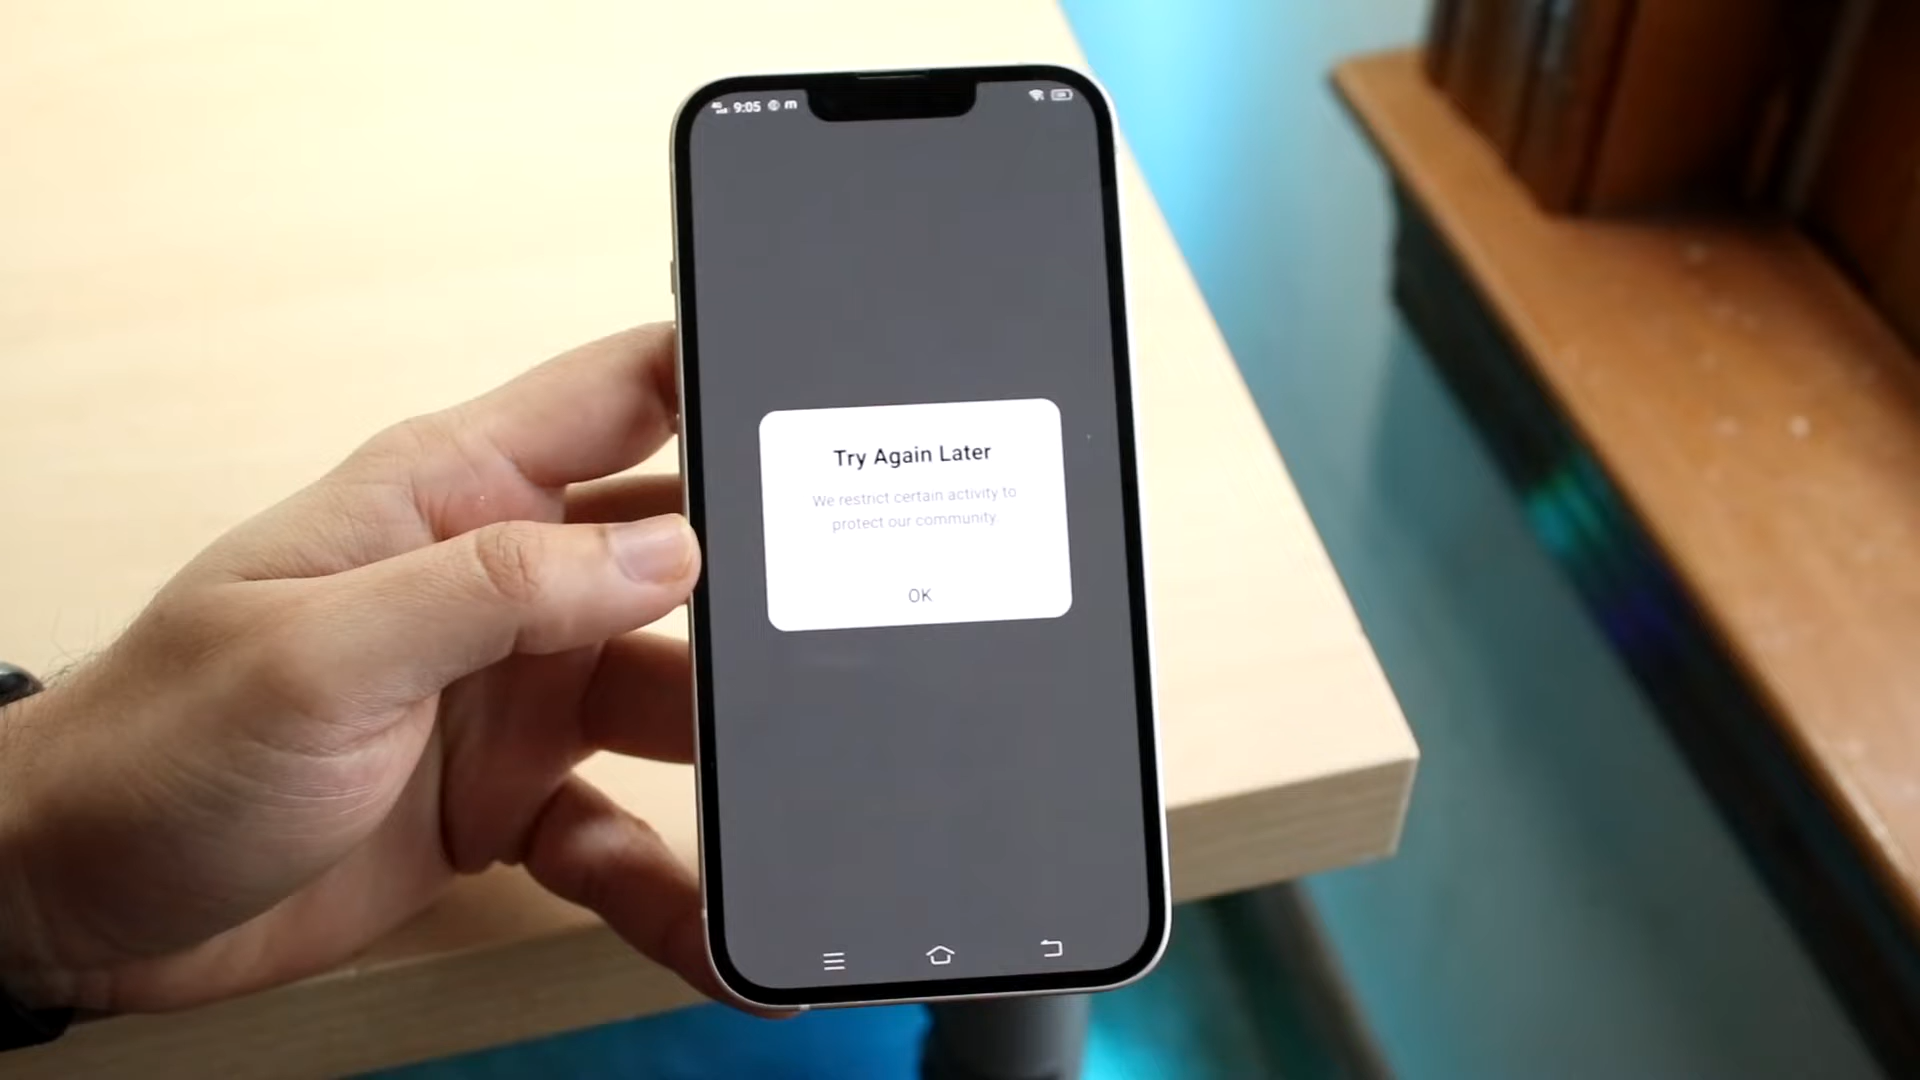 9:05 m
Try Again Later
We restrict certain activity to
protect our community.
OK